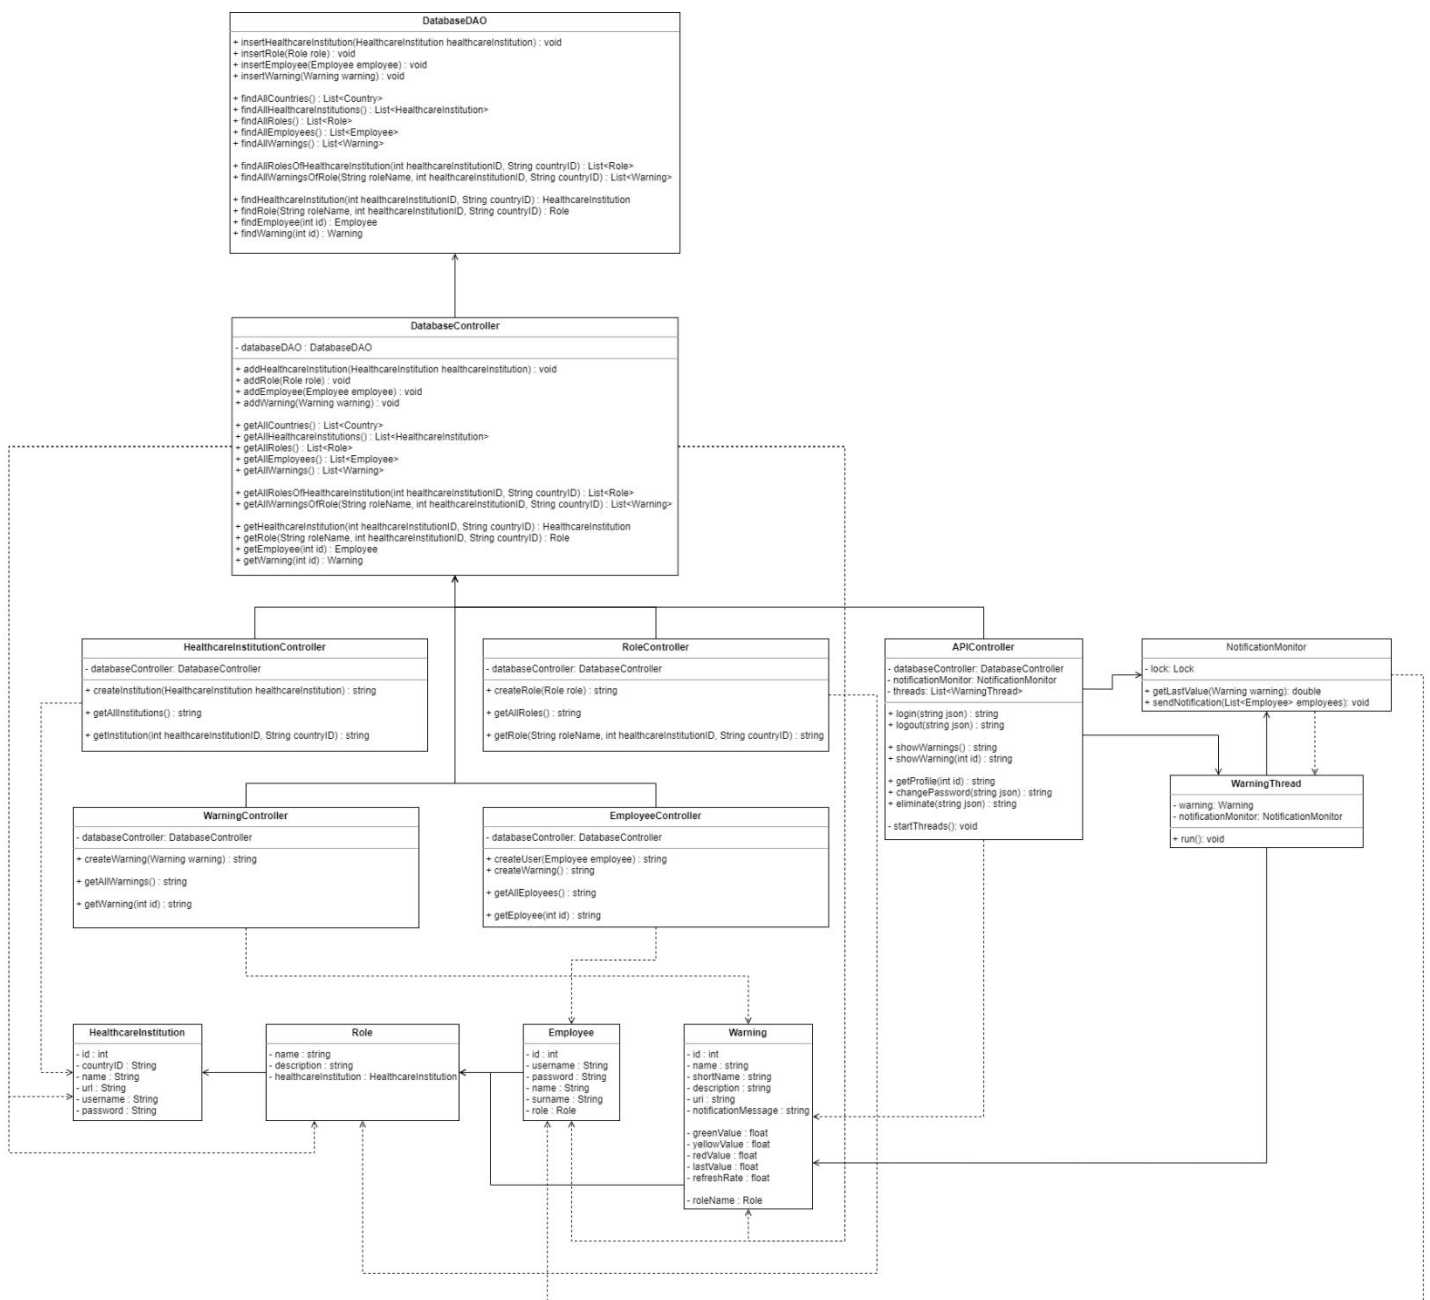 DatabaseDAO
+ insertHealthcareInstitution(HealthcareInstitution healthcareInstitution) : void
+ insertRole(Role role) : void
+ insertEmployee(Employee employee) : void
+ insertWarning(Warning warning) : void
+ findAllCountries() : List<Country>
+ findAllHealthcareInstitutions() : List<HealthcareInstitution>
+ findAllRoles() : List<Role>
+ findAllEmployees() : List<Employee>
+ findAllWarnings() : List<Warning>
+ findAllRolesOfHealthcareInstitution(int healthcareInstitutionID, String countryID) : List<Role>
+ findAllWarningsOfRole(String roleName, int healthcareInstitutionID, String countryID) : List<Warning>
+ findHealthcareInstitution(int healthcareInstitutionID, String countryID) : HealthcareInstitution
+ findRole(String roleName, int healthcareInstitutionID, String countryID) : Role
+ findEmployee(int id) : Employee
+ findWarning(int id) : Warning
DatabaseController
- databaseDAO : DatabaseDAO
+ addHealthcareInstitution(HealthcareInstitution healthcareInstitution) : void
+ addRole(Role role) : void
+ addEmployee(Employee employee) : void
+ addWarning(Warning warning) : void
+ getAllCountries() : List<Country>
+ getAllHealthcareInstitutions() : List<HealthcareInstitution>
+ getAllRoles() : List<Role>
+ getAllEmployees() : List<Employee>
+ getAllWarnings() : List<Warning>
+ getAllRolesOfHealthcareInstitution(int healthcareInstitutionID, String countryID) : List<Role>
+ getAllWarningsOfRole(String roleName, int healthcareInstitutionID, String countryID) : List<Warning>
+ getHealthcareInstitution(int healthcareInstitutionID, String countryID) : HealthcareInstitution
+ getRole(String roleName, int healthcareInstitutionID, String countryID) : Role
+ getEmployee(int id) : Employee
+ getWarning(int id) : Warning
HealthcareInstitutionController
- databaseController: DatabaseController
+ createInstitution(HealthcareInstitution healthcareInstitution) : string
+ getAllInstitutions() : string
+ getInstitution(int healthcareInstitutionID, String countryID) : string
RoleController
- databaseController: DatabaseController
+ createRole(Role role) : string
+ getAllRoles() : string
+ getRole(String roleName, int healthcareInstitutionID, String countryID) : string
APIController
- databaseController: DatabaseController
- notificationMonitor: NotificationMonitor
- threads: List<WarningThread>
+ login(string json) : string
+ logout(string json) : string
+ showWarnings() : string
+ showWarning(int id) : string
+ getProfile(int id) : string
+ changePassword(string json) : string
+ eliminate(string json) : string
- startThreads(): void
NotificationMonitor
- lock: Lock
+ getLastValue(Warning warning): double
+ sendNotification(List<Employee> employees): void
WarningThread
- warning: Warning
- notificationMonitor: NotificationMonitor
+ run(): void
WarningController
- databaseController: DatabaseController
+ createWarning(Warning warning) : string
+ getAllWarnings() : string
+ getWarning(int id) : string
EmployeeController
- databaseController: DatabaseController
+ createUser(Employee employee) : string
+ createWarning() : string
+ getAllEployees() : string
+ getEployee(int id) : string
HealthcareInstitution
- id : int
- countryID : String
- name : String
- url : String
- username : String
- password : String
Role
- name : string
- description : string
- healthcareInstitution : HealthcareInstitution
Employee
- id : int
- username : String
- password : String
- name : String
- surname : String
- role : Role
Warning
- id : int
- name : string
- shortName : string
- description : string
- uri : string
- notificationMessage : string
- greenValue : float
- yellowValue : float
- redValue : float
- lastValue : float
- refreshRate : float
- roleName : Role